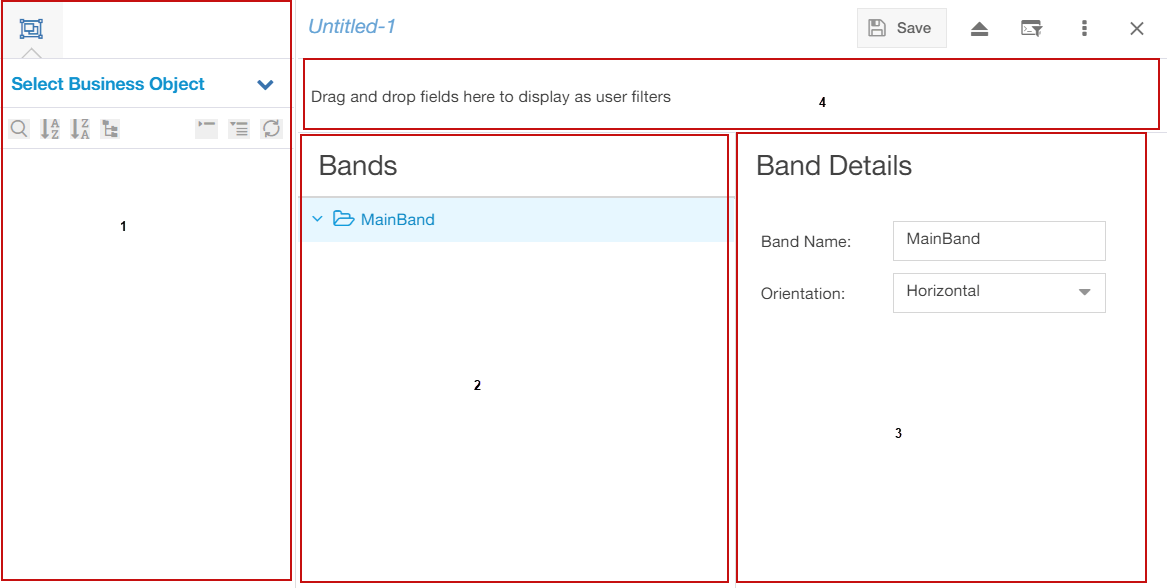 Untitled-1
Save
Select Business Object
Drag and drop fields here to display as user filters
4
A
Z
Z
A
1
Bands
MainBand
2
Band Details
Band Name:
MainBand
Orientation:
Horizontal
3